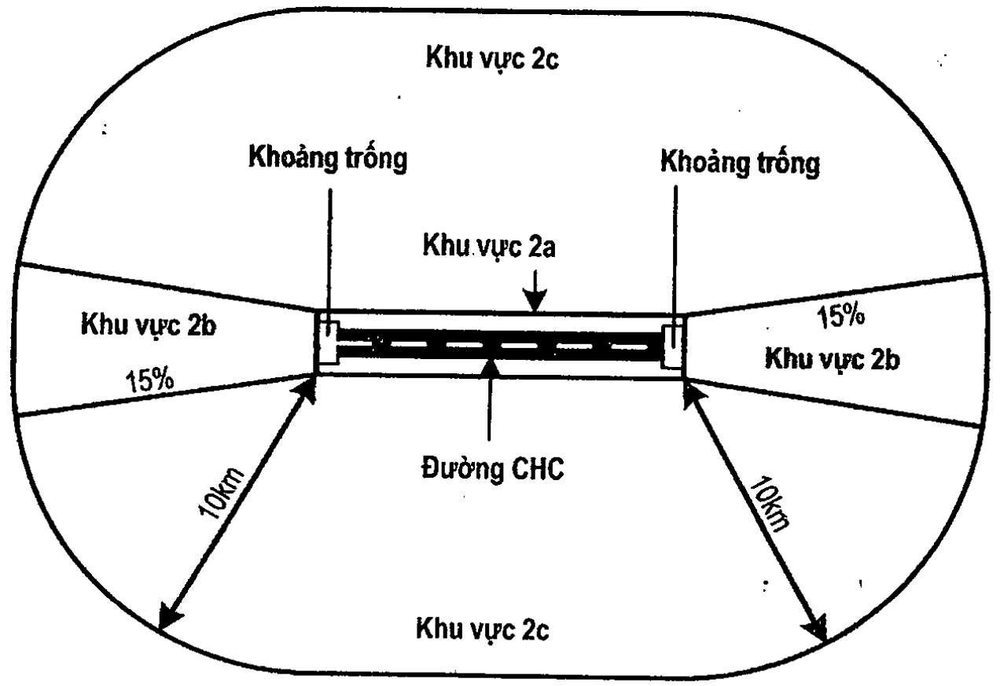 Khu vực 2c
Khoảng trống
Khoảng trống
Khu vực 2a
Khu vực 2b
15%
15%
Khu vực 2b
Đường CHC
10km
10km
Khu vực 2c